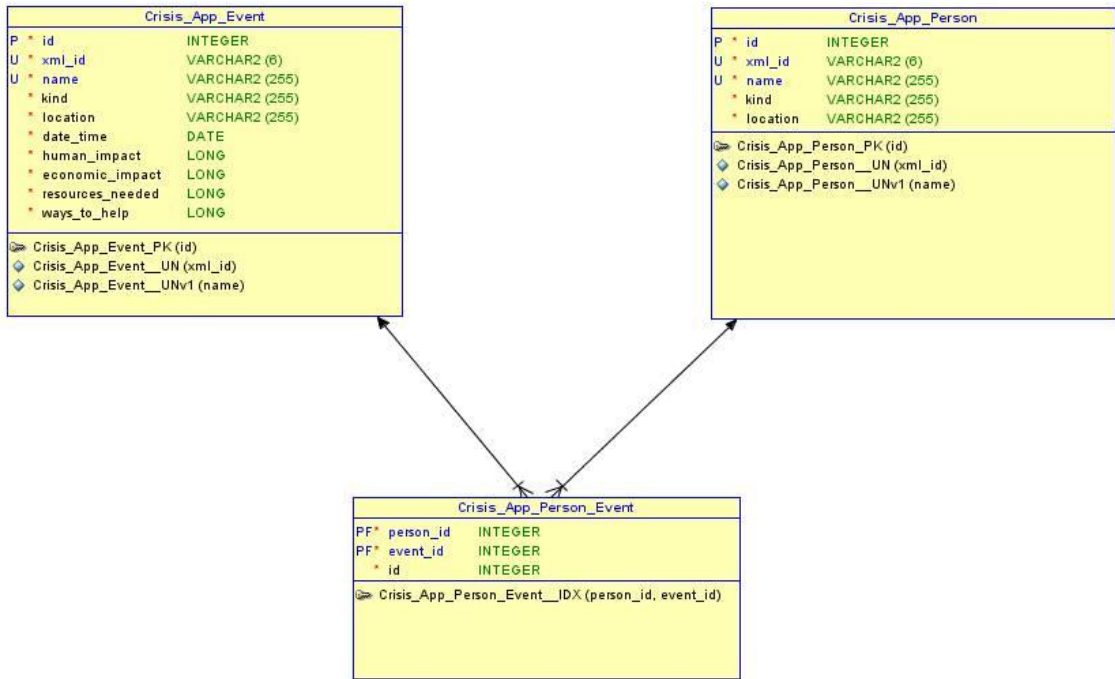 Crisis_App_Event
P * id INTEGER
U * xml_id VARCHAR2 (6)
U * name VARCHAR2 (255)
* kind VARCHAR2 (255)
* location VARCHAR2 (255)
* date_time DATE
* human_impact LONG
* economic_impact LONG
* resources_needed LONG
* ways_to_help LONG
Crisis_App_Event_PK (id)
Crisis_App_Event__UN (xml_id)
Crisis_App_Event__UNv1 (name)
Crisis_App_Person
P * id INTEGER
U * xml_id VARCHAR2 (6)
U * name VARCHAR2 (255)
* kind VARCHAR2 (255)
* location VARCHAR2 (255)
Crisis_App_Person_PK (id)
Crisis_App_Person__UN (xml_id)
Crisis_App_Person__UNv1 (name)
Crisis_App_Person_Event
PF* person_id INTEGER
PF* event_id INTEGER
* id INTEGER
Crisis_App_Person_Event__IDX (person_id, event_id)